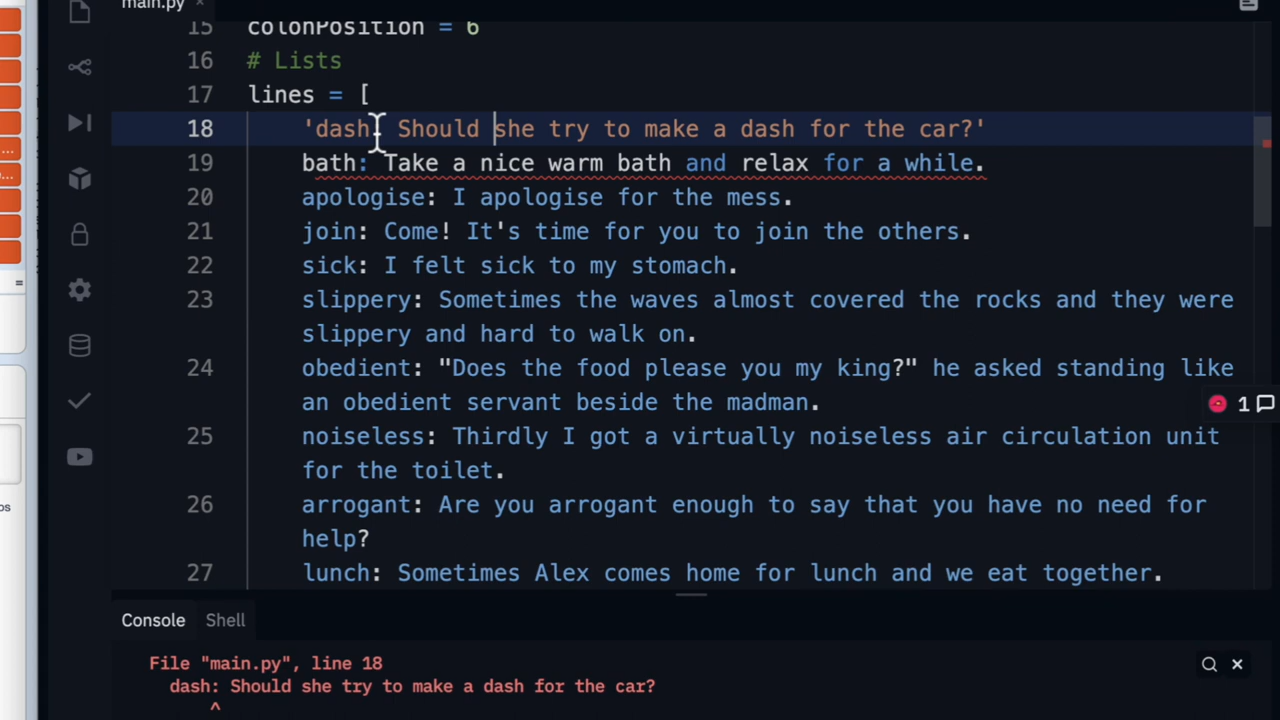 main.py ×
15 colonPosition = 6
16 # Lists
17 lines = [
18 'dash: Should she try to make a dash for the car?'
19 bath: Take a nice warm bath and relax for a while.
20 apologise: I apologise for the mess.
21 join: Come! It's time for you to join the others.
22 sick: I felt sick to my stomach.
23 slippery: Sometimes the waves almost covered the rocks and they were
slippery and hard to walk on.
24 obedient: "Does the food please you my king?" he asked standing like
an obedient servant beside the madman.
1
25 noiseless: Thirdly I got a virtually noiseless air circulation unit
for the toilet.
26 arrogant: Are you arrogant enough to say that you have no need for
help?
27 lunch: Sometimes Alex comes home for lunch and we eat together.
Console Shell
File "main.py", line 18
dash: Should she try to make a dash for the car?
^